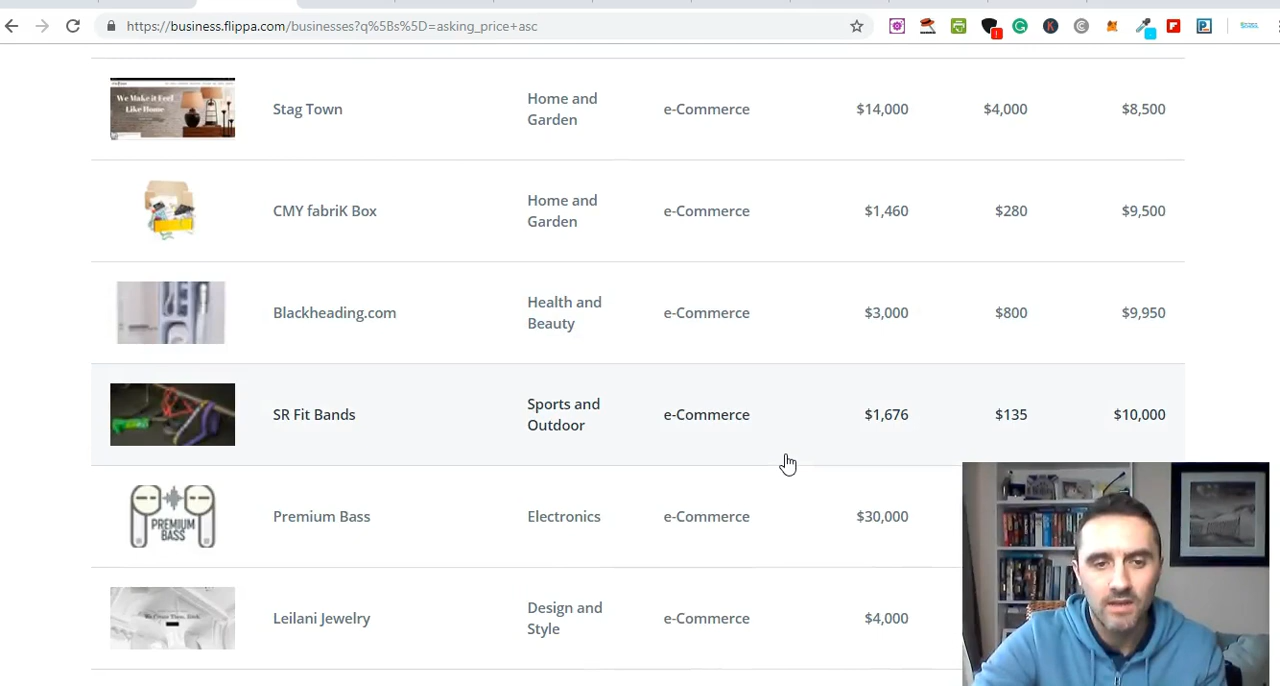 https://business.flippa.com/businesses?q%5Bs%5D=asking_price+asc
We Make it Feel
Like Home
Stag Town
Home and
Garden
e-Commerce
$14,000
$4,000
$8,500
CMY fabriK Box
Home and
Garden
e-Commerce
$1,460
$280
$9,500
Blackheading.com
Health and
Beauty
e-Commerce
$3,000
$800
$9,950
SR Fit Bands
Sports and
Outdoor
e-Commerce
$1,676
$135
$10,000
PREMIUM
BASS
Premium Bass
Electronics
e-Commerce
$30,000
Leilani Jewelry
Design and
Style
e-Commerce
$4,000